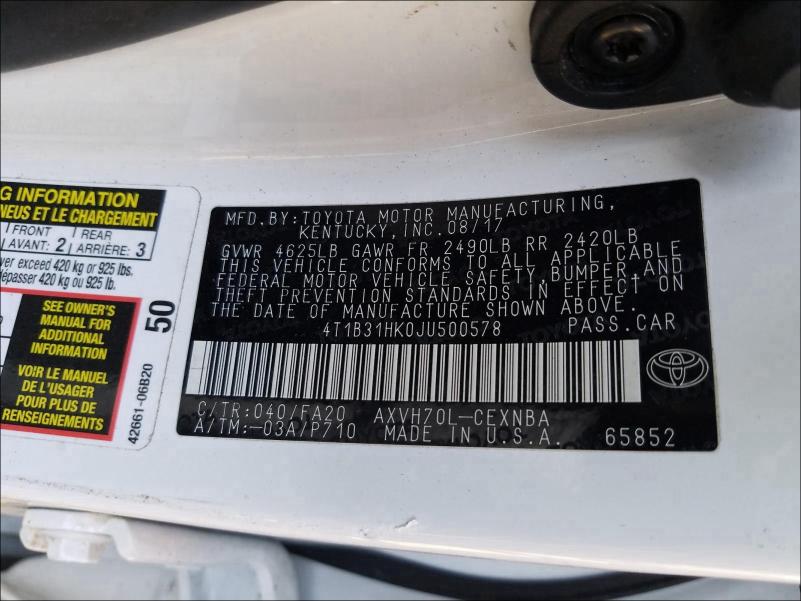 G INFORMATION
NEUS ET LE CHARGEMENT
FRONT
AVANT: 2
REAR
ARRIÈRE: 3
ver exceed 420 kg or 925 lbs.
dépasser 420 kg ou 925 lb.
SEE OWNER'S
MANUAL FOR
ADDITIONAL
INFORMATION
VOIR LE MANUEL
DE L'USAGER
POUR PLUS DE
RENSEIGNEMENTS
50
42661-06B20
MFD.BY:TOYOTA MOTOR MANUFACTURING,
KENTUCKY,INC.08/17
GVWR 4625LB GAWR FR 2490LB RR 2420LB
THIS VEHICLE CONFORMS TO ALL APPLICABLE
FEDERAL MOTOR VEHICLE SAFETY,BUMPER,AND
THEFT PREVENTION STANDARDS IN EFFECT ON
THE DATE OF MANUFACTURE SHOWN ABOVE.
4T1B31HK0JU500578 PASS.CAR
C/TR:040/FA20 AXVH70L-CEXNBA
A/TM:-03A/P710 MADE IN U.S.A. 65852